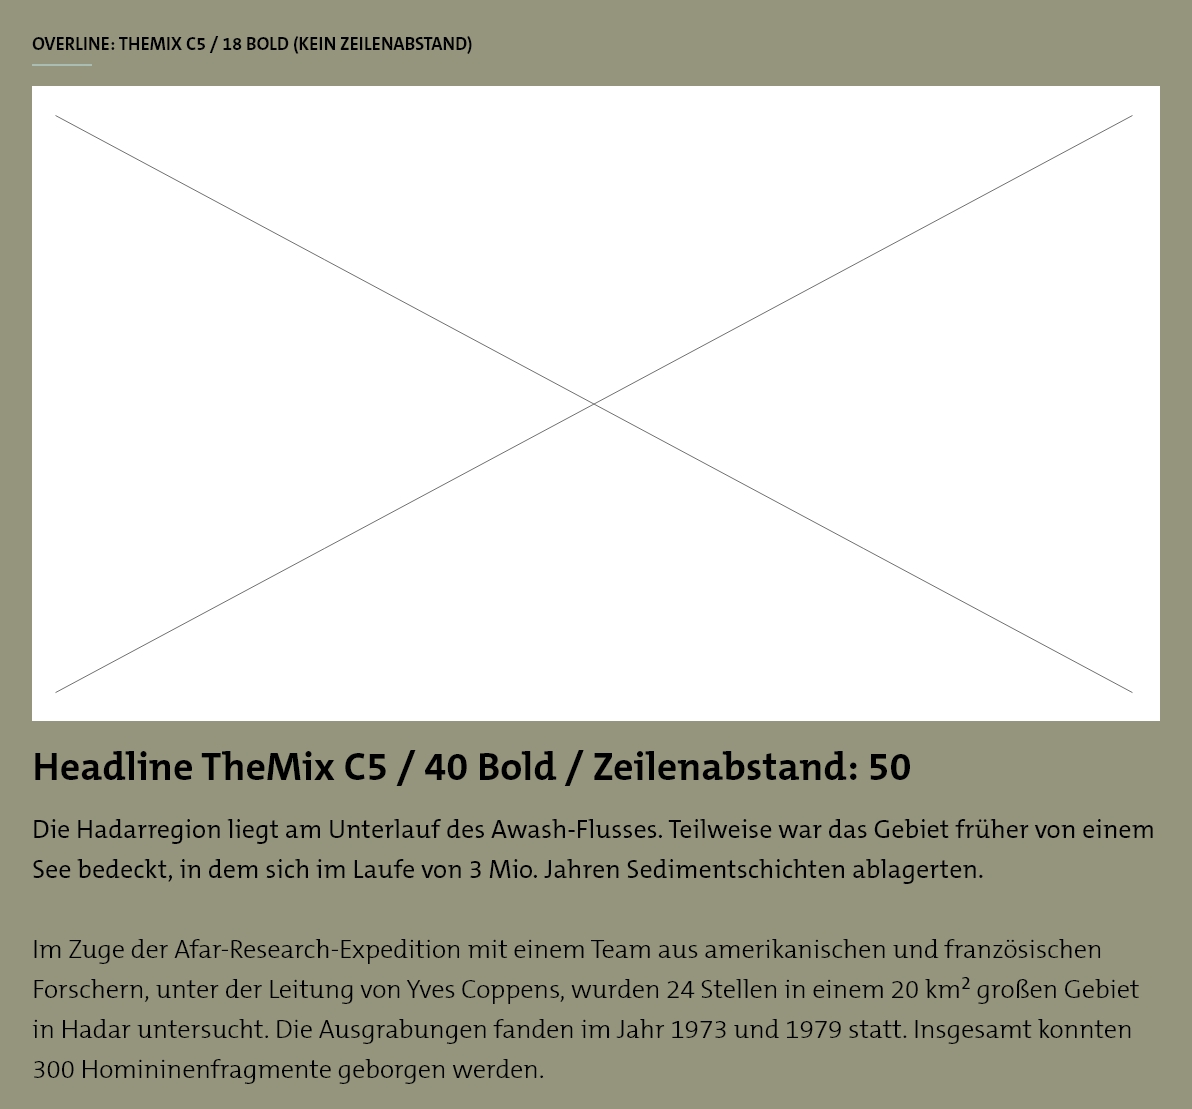 OVERLINE: THEMIX C5 / 18 BOLD (KEIN ZEILENABSTAND)
Headline TheMix C5 / 40 Bold / Zeilenabstand: 50
Die Hadarregion liegt am Unterlauf des Awash-Flusses. Teilweise war das Gebiet früher von einem
See bedeckt, in dem sich im Laufe von 3 Mio. Jahren Sedimentschichten ablagerten.
Im Zuge der Afar-Research-Expedition mit einem Team aus amerikanischen und französischen
Forschern, unter der Leitung von Yves Coppens, wurden 24 Stellen in einem 20 km² großen Gebiet
in Hadar untersucht. Die Ausgrabungen fanden im Jahr 1973 und 1979 statt. Insgesamt konnten
300 Homininenfragmente geborgen werden.